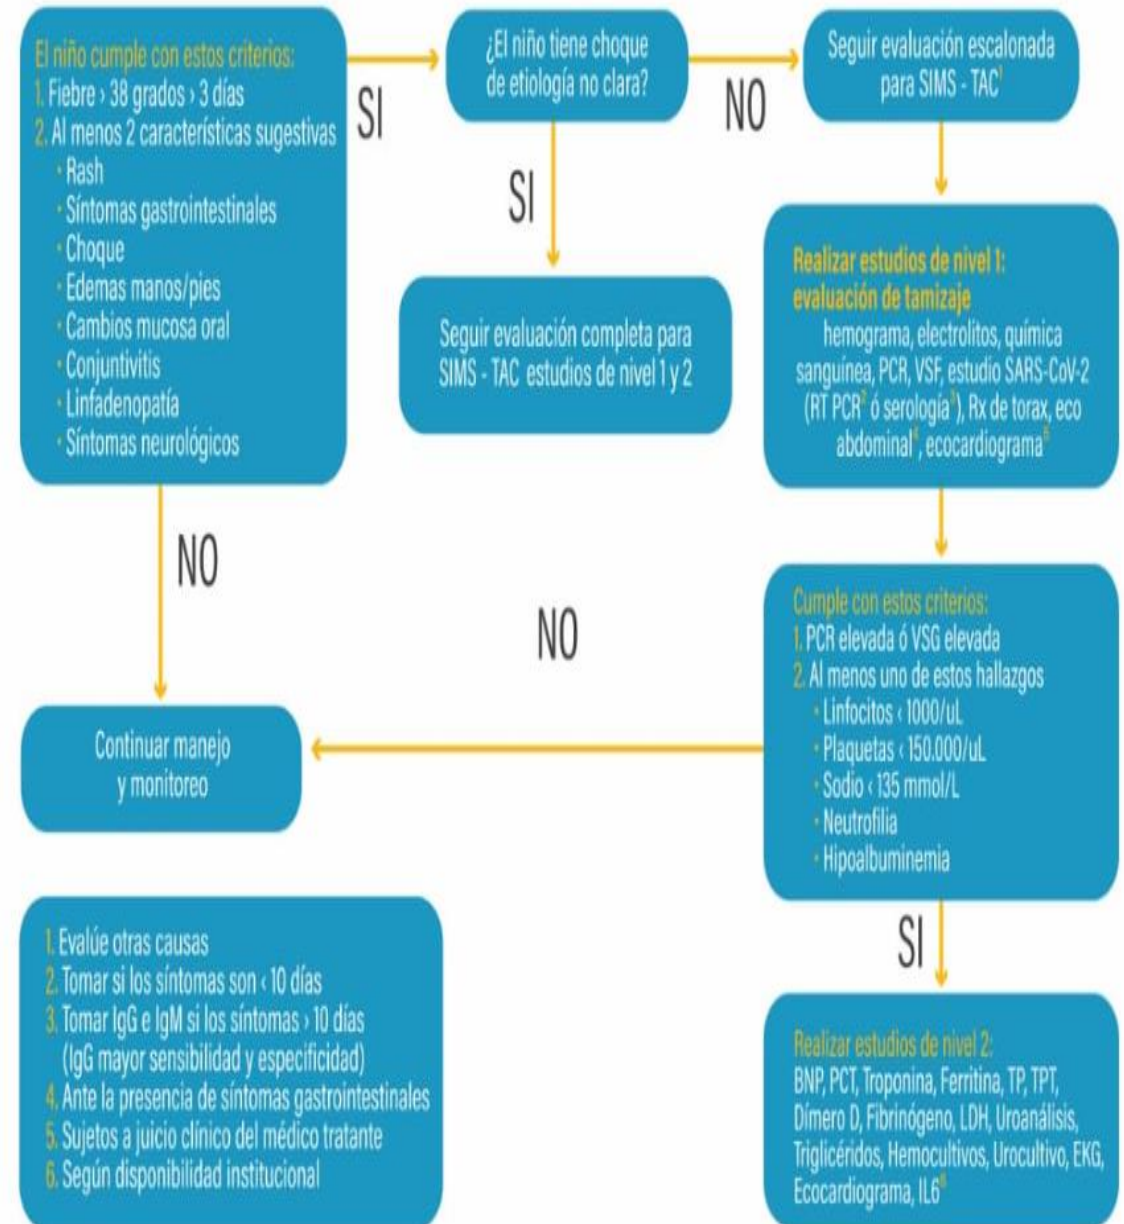 El niño cumple con estos criterios:
1. Fiebre > 38 grados > 3 días
2. Al menos 2 características sugestivas
· Rash
· Síntomas gastrointestinales
· Choque
· Edemas manos/pies
· Cambios mucosa oral
· Conjuntivitis
· Linfadenopatía
· Síntomas neurológicos
SI
¿El niño tiene choque
de etiología no clara?
NO
Seguir evaluación escalonada
para SIMS - TAC¹
SI
Seguir evaluación completa para
SIMS - TAC estudios de nivel 1 y 2
Realizar estudios de nivel 1:
evaluación de tamizaje
hemograma, electrolitos, química
sanguínea, PCR, VSF, estudio SARS-CoV-2
(RT PCR² ó serología³), Rx de torax, eco
abdominal⁴, ecocardiograma⁵
NO
NO
Cumple con estos criterios:
1. PCR elevada ó VSG elevada
2. Al menos uno de estos hallazgos
· Linfocitos < 1000/uL
· Plaquetas < 150.000/uL
· Sodio < 135 mmol/L
· Neutrofilia
· Hipoalbuminemia
Continuar manejo
y monitoreo
SI
1. Evalúe otras causas
2. Tomar si los síntomas son < 10 días
3. Tomar IgG e IgM si los síntomas > 10 días
(IgG mayor sensibilidad y especificidad)
4. Ante la presencia de síntomas gastrointestinales
5. Sujetos a juicio clínico del médico tratante
6. Según disponibilidad institucional
Realizar estudios de nivel 2:
BNP, PCT, Troponina, Ferritina, TP, TPT,
Dímero D, Fibrinógeno, LDH, Uroanálisis,
Triglicéridos, Hemocultivos, Urocultivo, EKG,
Ecocardiograma, IL6⁶